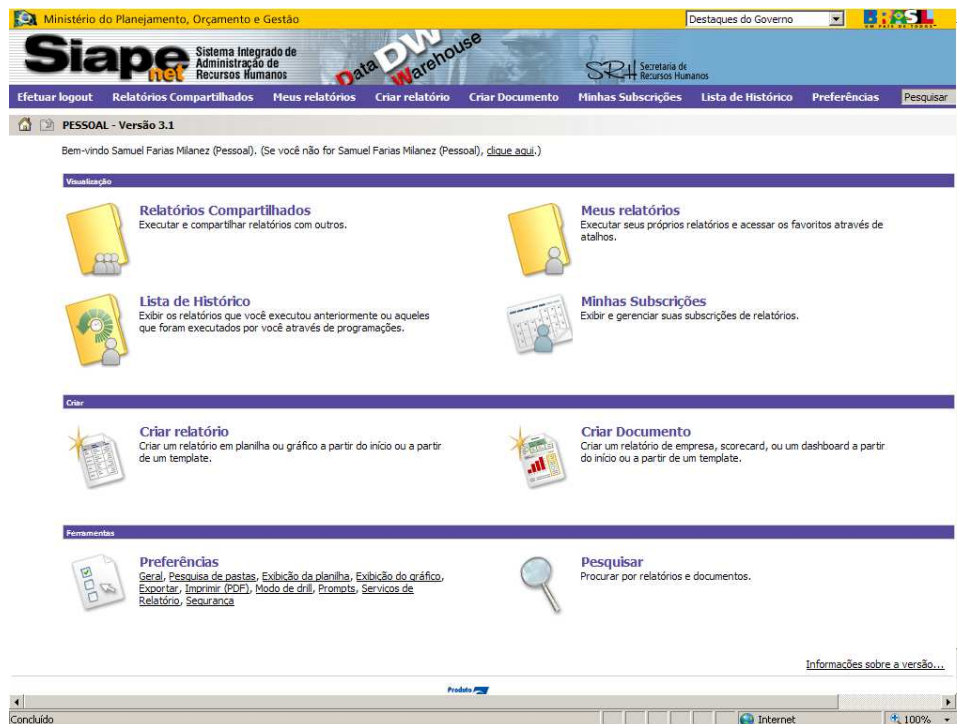 Ministério do Planejamento, Orçamento e Gestão
Destaques do Governo
BRASIL
UM PAÍS DE TODOS
Siape
net
Sistema Integrado de
Administração de
Recursos Humanos
Data DW Warehouse
SRH Secretaria de
Recursos Humanos
Efetuar logout Relatórios Compartilhados Meus relatórios Criar relatório Criar Documento Minhas Subscrições Lista de Histórico Preferências Pesquisar
PESSOAL - Versão 3.1
Bem-vindo Samuel Farias Milanez (Pessoal). (Se você não for Samuel Farias Milanez (Pessoal), clique aqui.)
Visualização
Relatórios Compartilhados
Executar e compartilhar relatórios com outros.
Meus relatórios
Executar seus próprios relatórios e acessar os favoritos através de
atalhos.
Lista de Histórico
Exibir os relatórios que você executou anteriormente ou aqueles
que foram executados por você através de programações.
Minhas Subscrições
Exibir e gerenciar suas subscrições de relatórios.
Criar
Criar relatório
Criar um relatório em planilha ou gráfico a partir do início ou a partir
de um template.
Criar Documento
Criar um relatório de empresa, scorecard, ou um dashboard a partir
do início ou a partir de um template.
Ferramentas
Preferências
Geral, Pesquisa de pastas, Exibição da planilha, Exibição do gráfico,
Exportar, Imprimir (PDF), Modo de drill, Prompts, Serviços de
Relatório, Segurança
Pesquisar
Procurar por relatórios e documentos.
Informações sobre a versão...
Produto
Concluído
Internet
100%